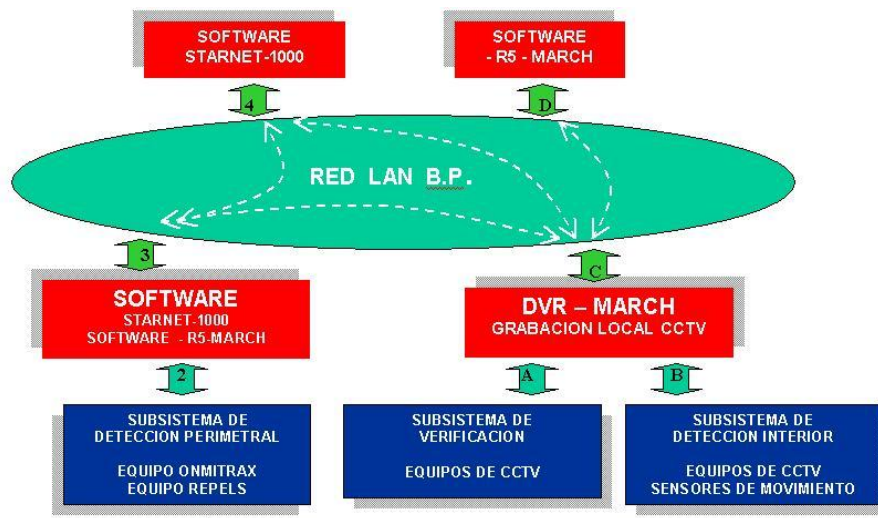 SOFTWARE
STARNET-1000
SOFTWARE
- R5 - MARCH
4
D
RED LAN B.P.
3
C
SOFTWARE
STARNET-1000
SOFTWARE - R5-MARCH
DVR – MARCH
GRABACION LOCAL CCTV
2
A
B
SUBSISTEMA DE
DETECCION PERIMETRAL
EQUIPO ONMITRAX
EQUIPO REPELS
SUBSISTEMA DE
VERIFICACION
EQUIPOS DE CCTV
SUBSISTEMA DE
DETECCION INTERIOR
EQUIPOS DE CCTV
SENSORES DE MOVIMIENTO